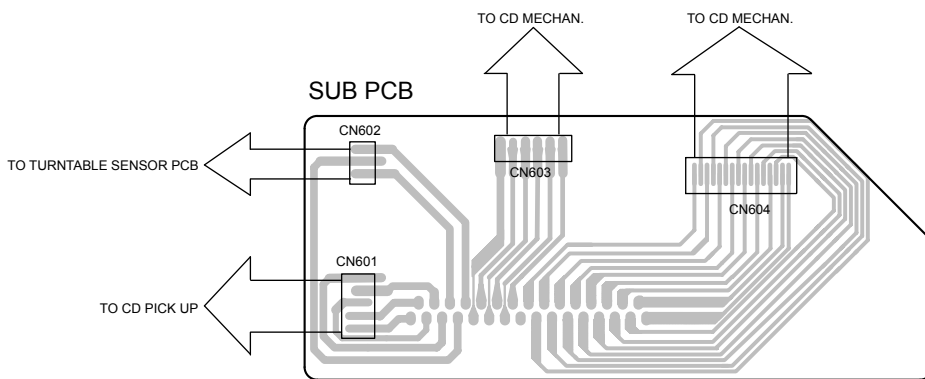 TO CD MECHAN.
TO CD MECHAN.
SUB PCB
CN602
TO TURNTABLE SENSOR PCB
CN603
CN604
CN601
TO CD PICK UP